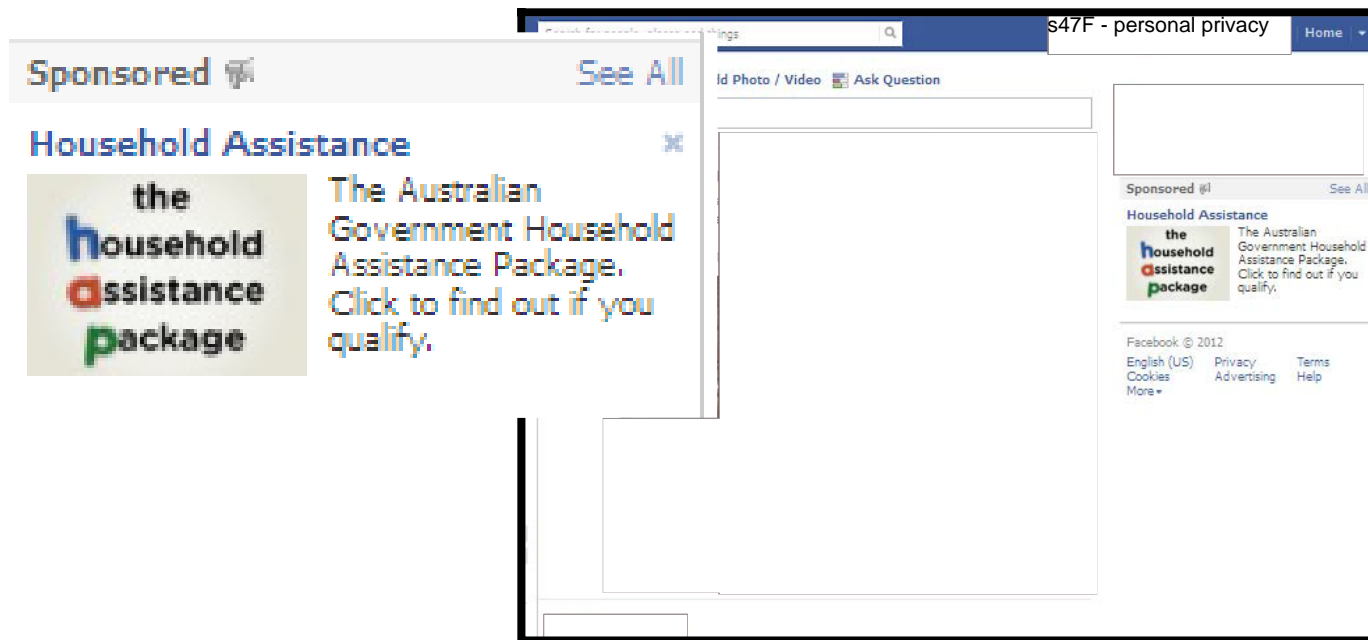 Sponsored
See All
Household Assistance
the
household
assistance
package
The Australian
Government Household
Assistance Package.
Click to find out if you
qualify.
things
s47F - personal privacy
Home
Photo / Video
Ask Question
Sponsored
See All
Household Assistance
the
household
assistance
package
The Australian
Government Household
Assistance Package.
Click to find out if you
qualify.
Facebook © 2012
English (US) Privacy Terms
Cookies Advertising Help
More